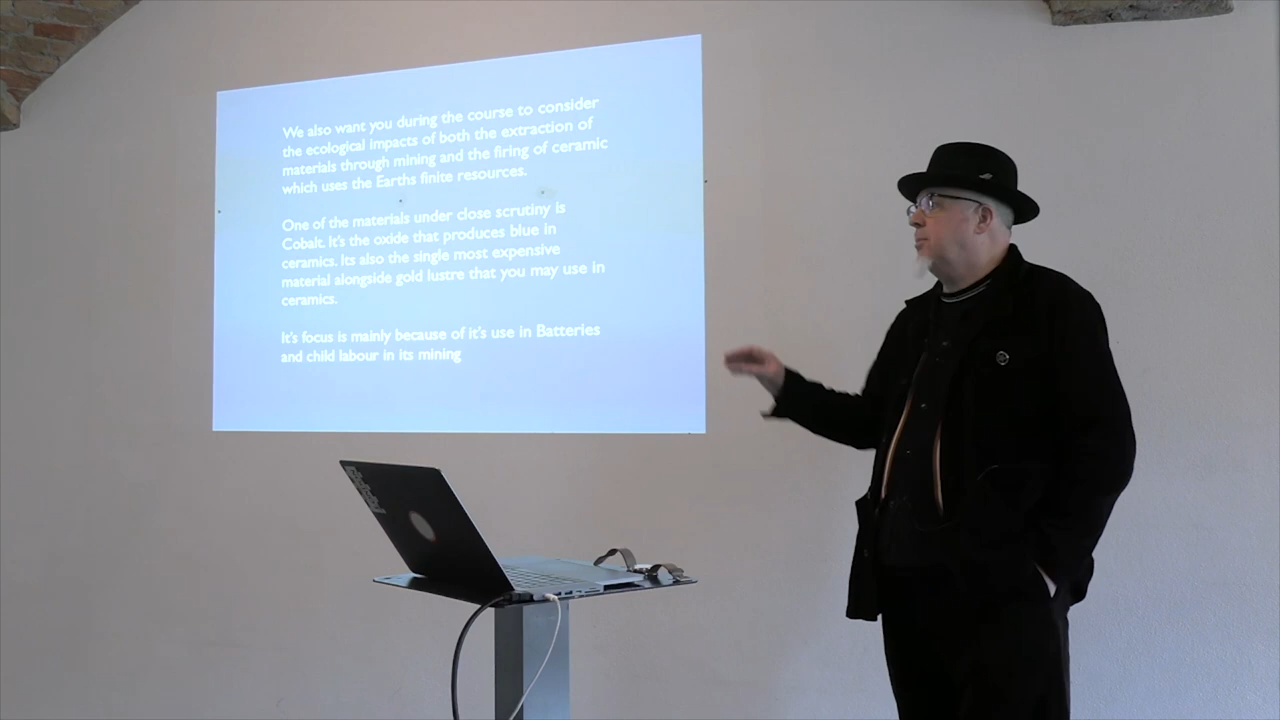 We also want you during the course to consider
the ecological impacts of both the extraction of
materials through mining and the firing of ceramic
which uses the Earths finite resources.
One of the materials under close scrutiny is
Cobalt. It's the oxide that produces blue in
ceramics. Its also the single most expensive
material alongside gold lustre that you may use in
ceramics.
It's focus is mainly because of it's use in Batteries
and child labour in its mining